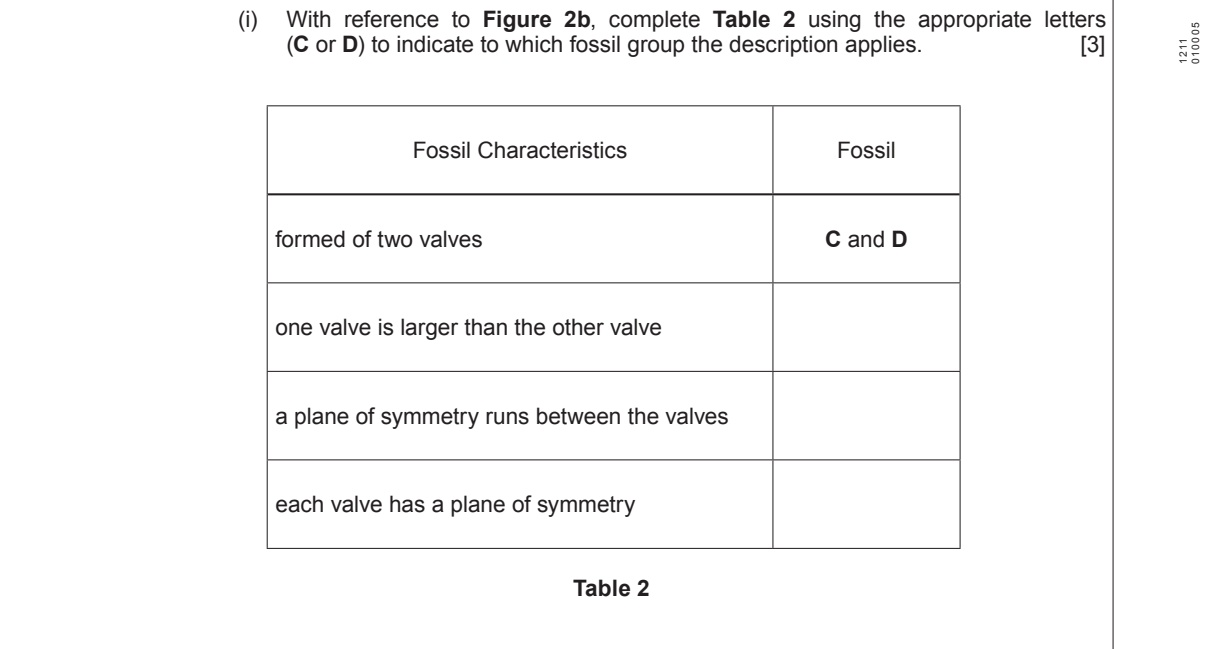 (i) With reference to Figure 2b, complete Table 2 using the appropriate letters
(C or D) to indicate to which fossil group the description applies. [3]
1211
010005
Fossil Characteristics Fossil
formed of two valves C and D
one valve is larger than the other valve
a plane of symmetry runs between the valves
each valve has a plane of symmetry
Table 2